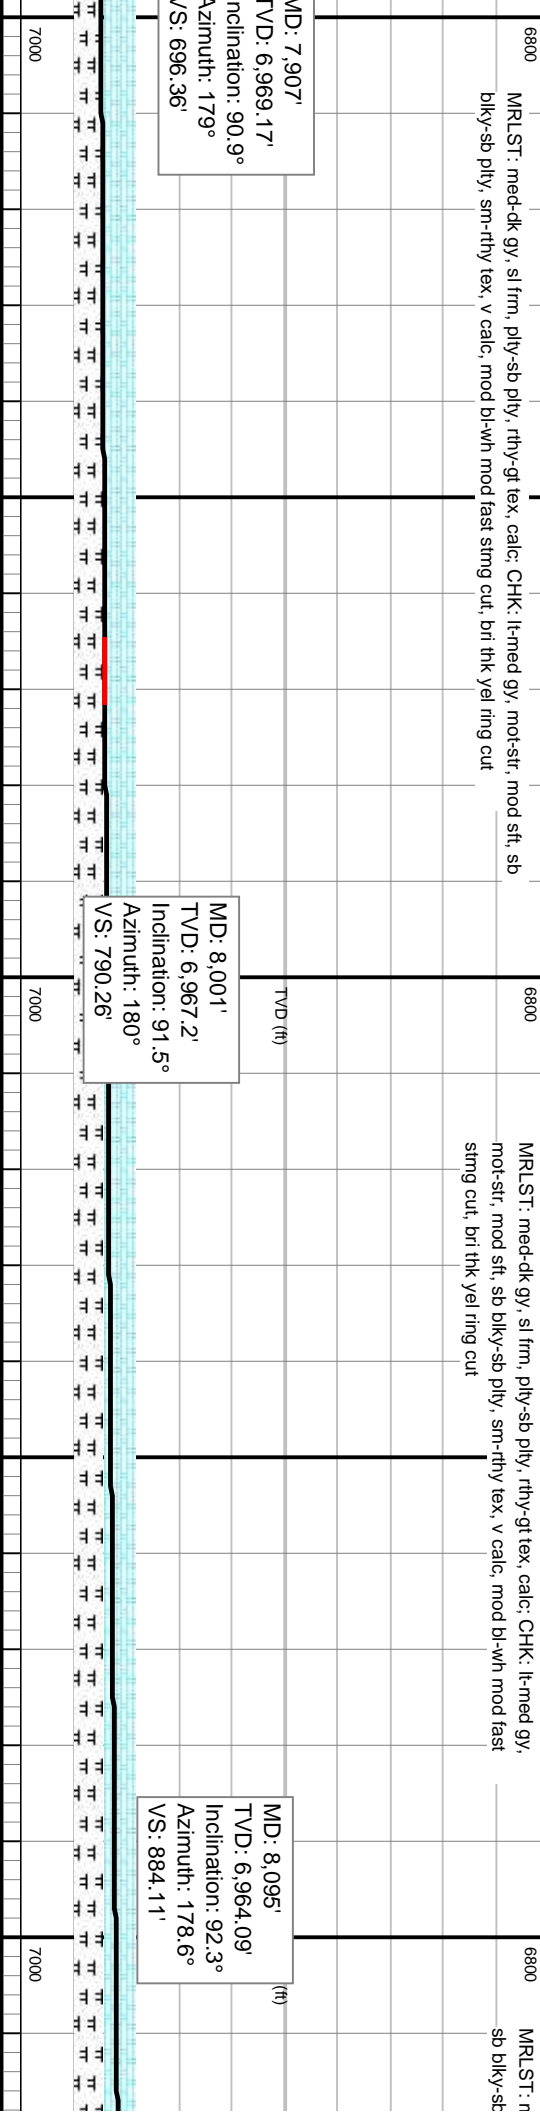 6800
MRLST: med-dk gy, sl frm, plty-sb plty, rthy-gt tex, calc; CHK: lt-med gy, mot-str, mod sft, sb
blky-sb plty, sm-rthy tex, v calc, mod bl-wh mod fast stmg cut, bri thk yel ring cut
MD: 7,907'
TVD: 6,969.17'
nclination: 90.9°
Azimuth: 179°
VS: 696.36'
7000
6800
TVD (ft)
MD: 8,001'
TVD: 6,967.2'
Inclination: 91.5°
Azimuth: 180°
VS: 790.26'
7000
MRLST: med-dk gy, sl frm, plty-sb plty, rthy-gt tex, calc; CHK: lt-med gy,
mot-str, mod sft, sb blky-sb plty, sm-rthy tex, v calc, mod bl-wh mod fast
stmg cut, bri thk yel ring cut
MD: 8,095'
TVD: 6,964.09'
Inclination: 92.3°
Azimuth: 178.6°
VS: 884.11'
6800
(ft)
7000
MRLST: 
sb blky-sb